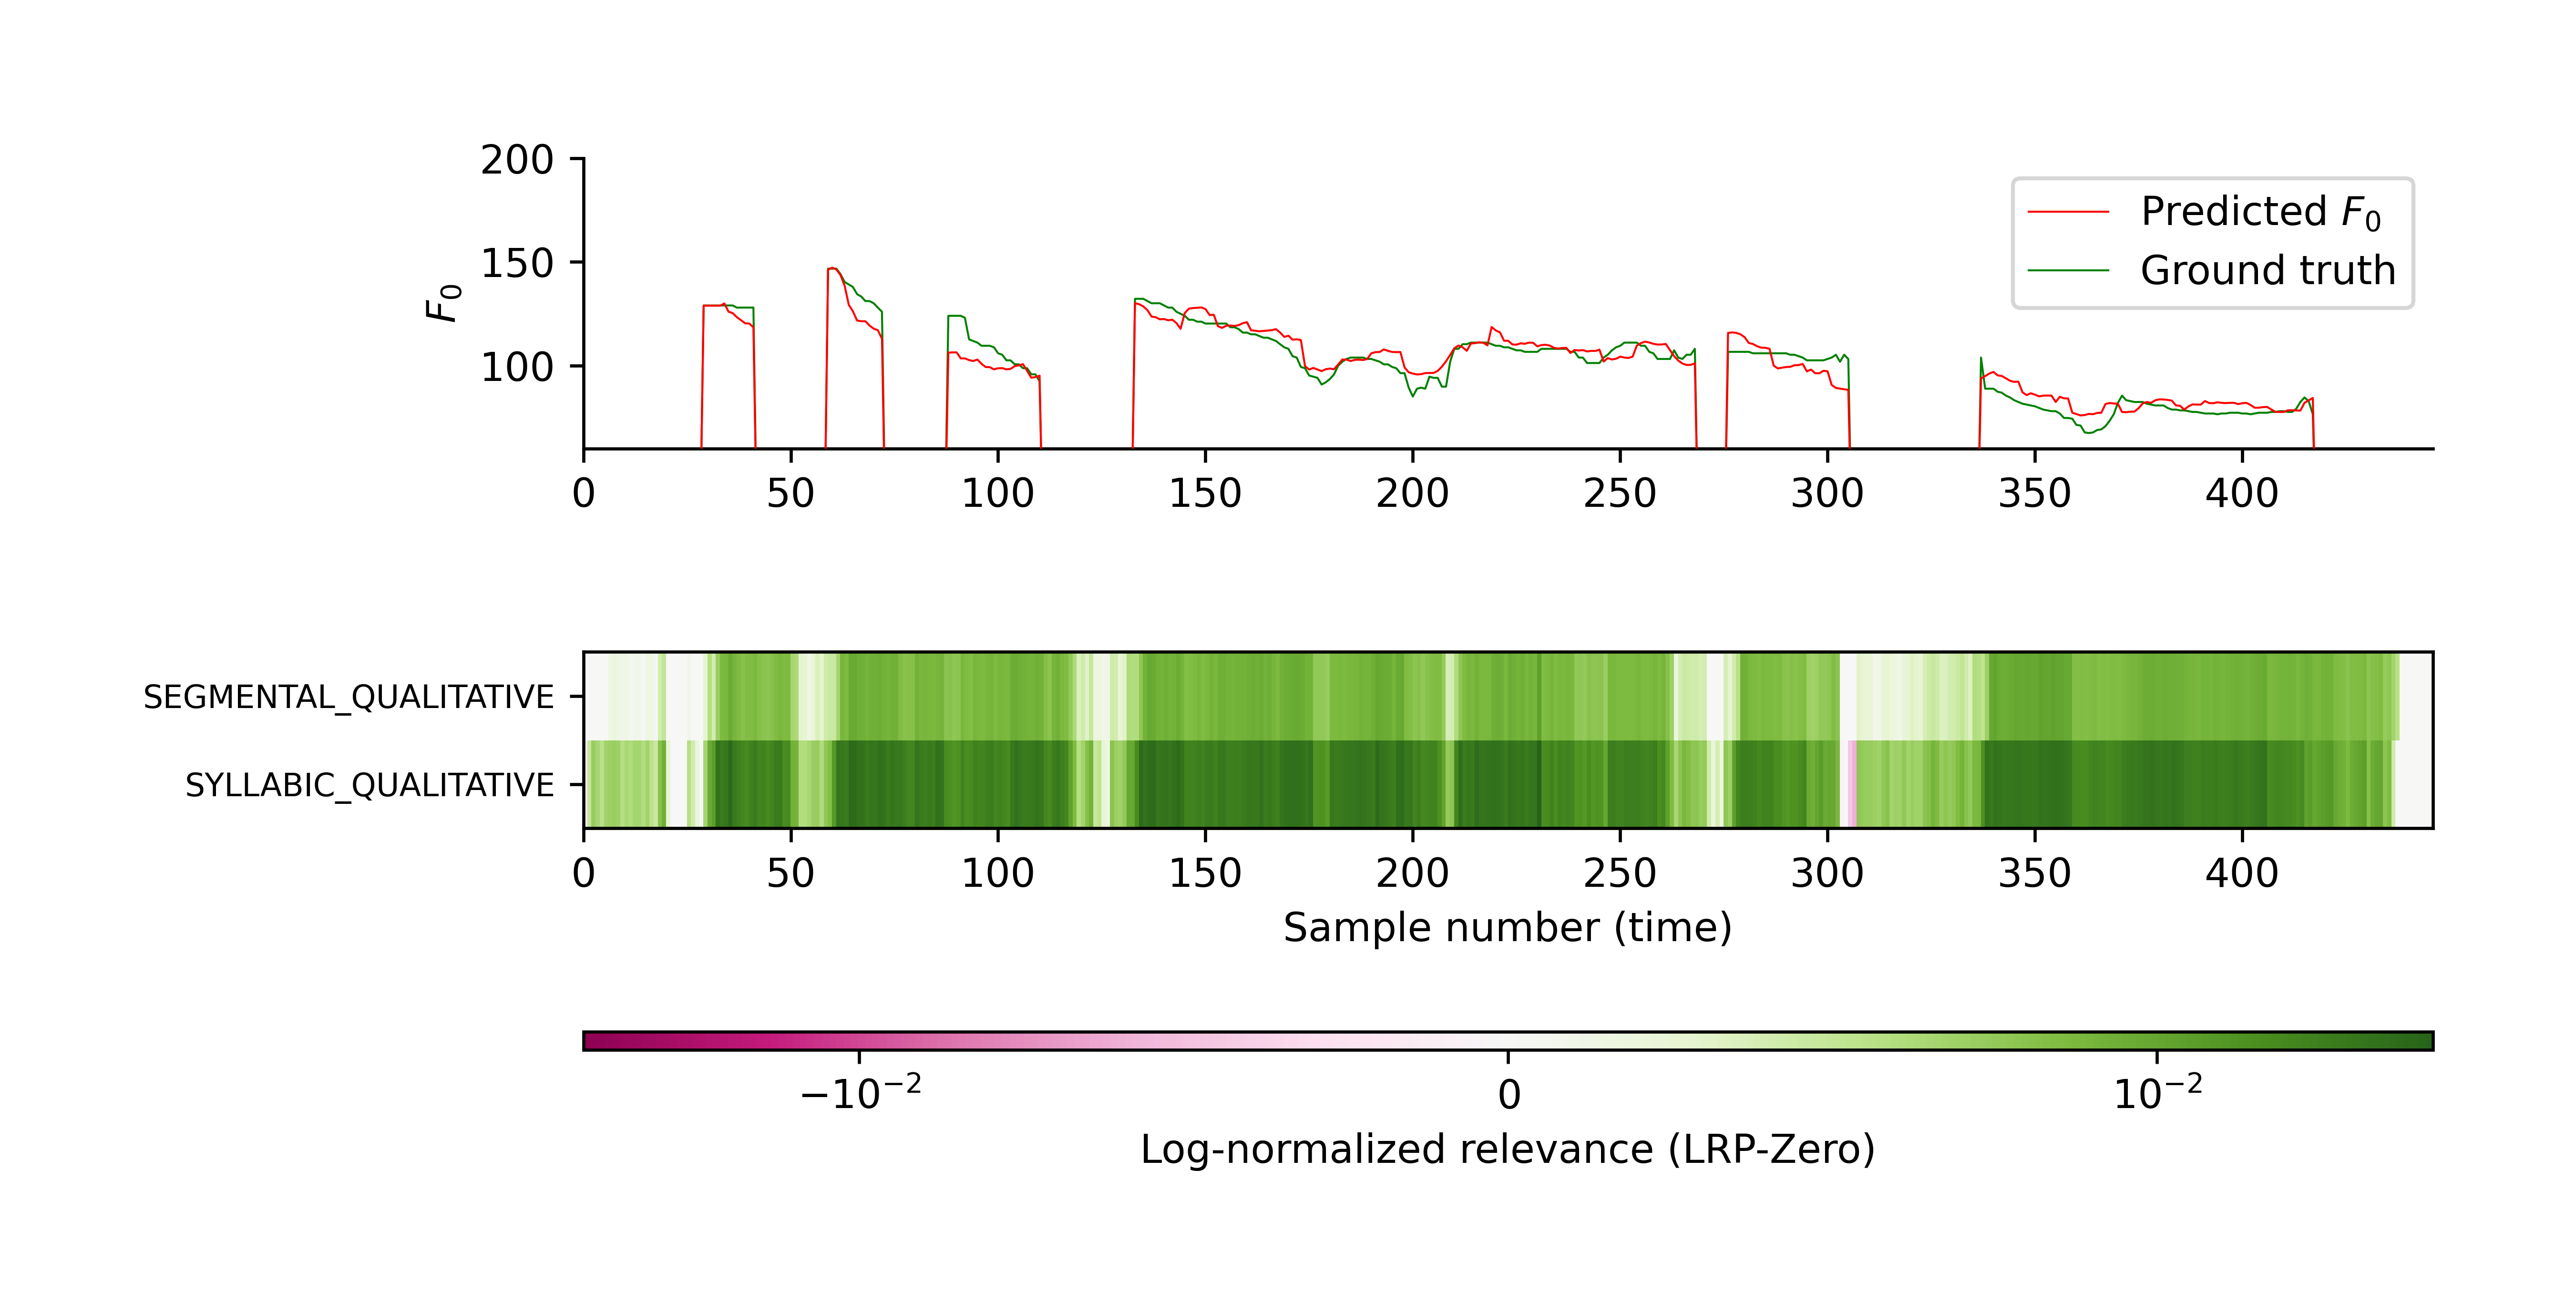 200
150
100
F₀
Predicted F₀
Ground truth
0 50 100 150 200 250 300 350 400
SEGMENTAL_QUALITATIVE
SYLLABIC_QUALITATIVE
0 50 100 150 200 250 300 350 400
Sample number (time)
−10⁻² 0 10⁻²
Log-normalized relevance (LRP-Zero)